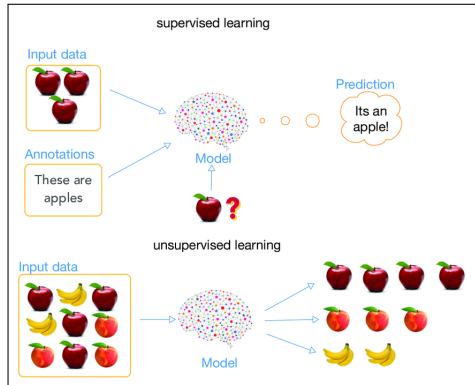 supervised learning
Input data
Prediction
Its an
apple!
Model
Annotations
These are
apples
?
unsupervised learning
Input data
Model